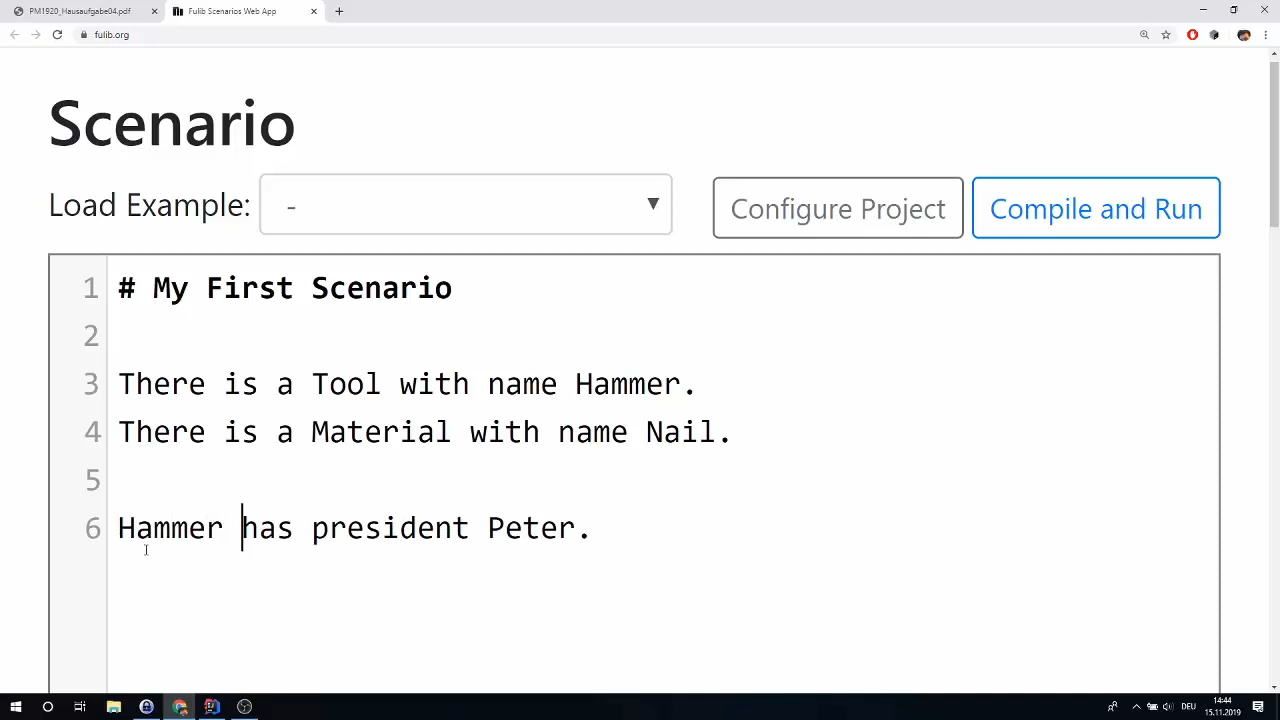 PM1920_Hausaufgabe04.pdf
Fulib Scenarios Web App
fulib.org
Scenario
Load Example: -
Configure Project
Compile and Run
1 # My First Scenario
2
3 There is a Tool with name Hammer.
4 There is a Material with name Nail.
5
6 Hammer has president Peter.
DEU
14:44
15.11.2019